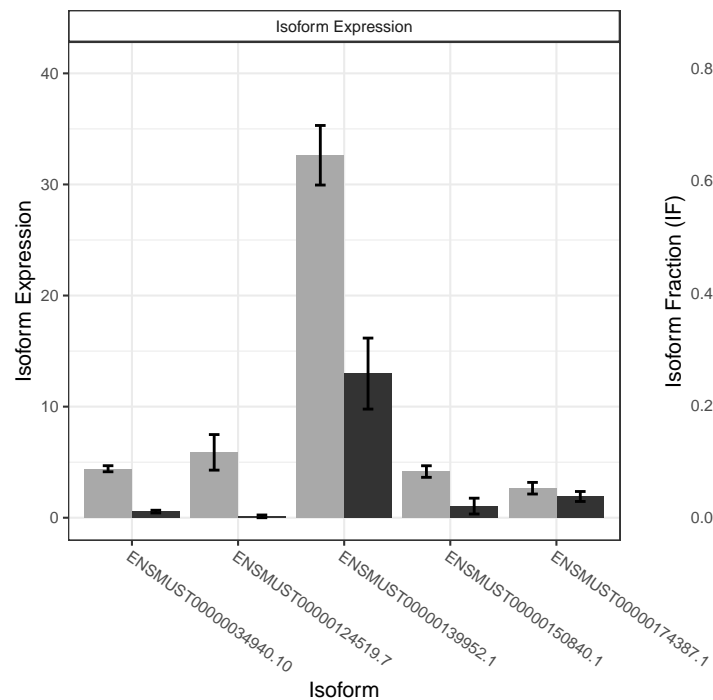 Isoform Expression
40
30
20
10
0
Isoform Expression
ENSMUST00000034940.10
ENSMUST00000124519.7
ENSMUST00000139952.1
ENSMUST00000150840.1
ENSMUST00000174387.1
Isoform
0.8
0.6
0.4
0.2
0.0
Isoform Fraction (IF)